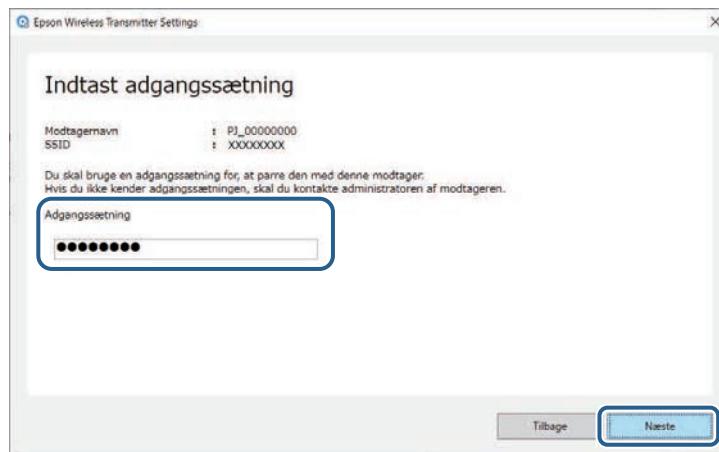 Epson Wireless Transmitter Settings
Indtast adgangssætning
Modtagernavn : PJ_00000000
SSID : XXXXXXXX
Du skal bruge en adgangssætning for, at parre den med denne modtager.
Hvis du ikke kender adgangssætningen, skal du kontakte administratoren af modtageren.
Adgangssætning
●●●●●●●●
Tilbage Næste